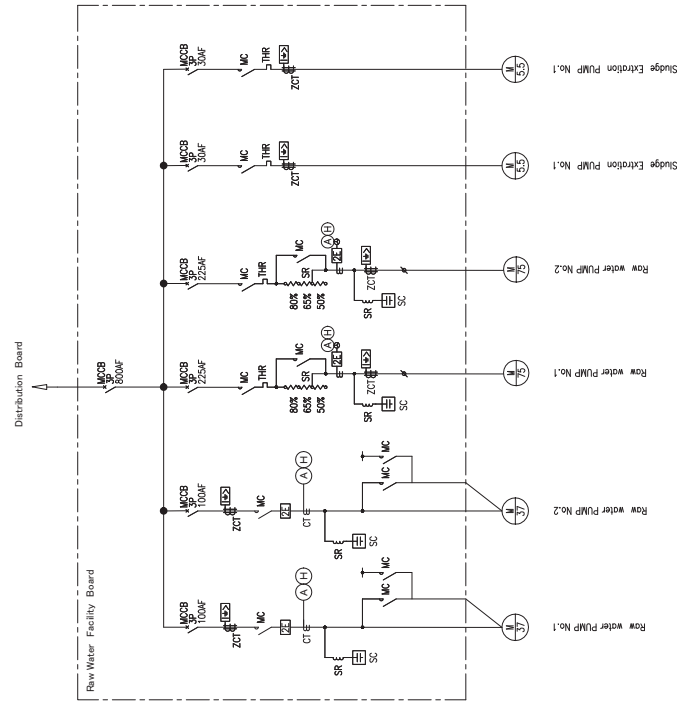 Distribution Board
Raw Water Facility Board
MCCB
3P
800AF
MCCB
3P
100AF
ZCT
MC
2E
CT
A
H
SR
SC
MC
MC
M
37
Raw water PUMP No.1
MCCB
3P
100AF
ZCT
MC
2E
CT
A
H
SR
SC
MC
MC
M
37
Raw water PUMP No.2
MCCB
3P
225AF
MC
THR
SR
MC
80%
65%
50%
A
H
2E
ZCT
SR
SC
M
75
Raw water PUMP No.1
MCCB
3P
225AF
MC
THR
SR
MC
80%
65%
50%
A
H
2E
ZCT
SR
SC
M
75
Raw water PUMP No.2
MCCB
3P
30AF
MC
THR
ZCT
M
5.5
Sludge Extration PUMP No.1
MCCB
3P
30AF
MC
THR
ZCT
M
5.5
Sludge Extration PUMP No.1